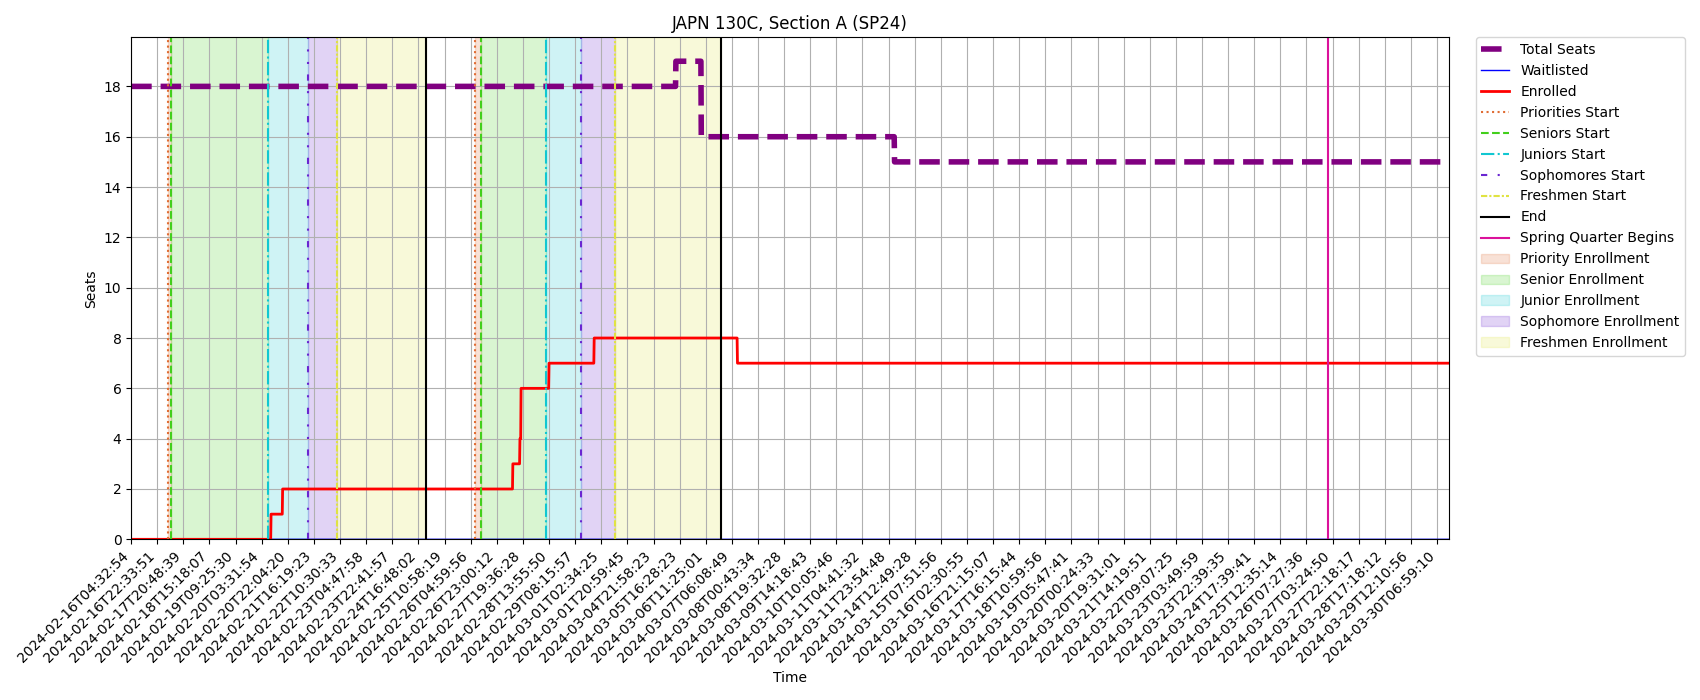 JAPN 130C, Section A (SP24)
Seats
18
16
14
12
10
8
6
4
2
0
2024-02-16T04:32:54
2024-02-16T22:33:51
2024-02-17T20:48:39
2024-02-18T15:18:07
2024-02-19T09:25:30
2024-02-20T03:31:54
2024-02-20T22:04:20
2024-02-21T16:19:23
2024-02-22T10:30:33
2024-02-23T04:47:58
2024-02-23T22:41:57
2024-02-24T16:48:02
2024-02-25T10:58:19
2024-02-26T04:59:56
2024-02-26T23:00:12
2024-02-27T19:36:28
2024-02-28T13:55:50
2024-02-29T08:15:57
2024-03-01T02:34:25
2024-03-01T20:59:45
2024-03-04T21:58:23
2024-03-05T16:28:23
2024-03-06T11:25:01
2024-03-07T06:08:49
2024-03-08T00:43:34
2024-03-08T19:32:28
2024-03-09T14:18:43
2024-03-10T10:05:46
2024-03-11T04:41:32
2024-03-11T23:54:48
2024-03-14T12:49:28
2024-03-15T07:51:56
2024-03-16T02:30:55
2024-03-16T21:15:07
2024-03-17T16:15:44
2024-03-18T10:59:56
2024-03-19T05:47:41
2024-03-20T00:24:33
2024-03-20T19:31:01
2024-03-21T14:19:51
2024-03-22T09:07:25
2024-03-23T03:49:59
2024-03-23T22:39:35
2024-03-24T17:39:41
2024-03-25T12:35:14
2024-03-26T07:27:36
2024-03-27T03:24:50
2024-03-27T22:18:17
2024-03-28T17:18:12
2024-03-29T12:10:56
2024-03-30T06:59:10
Time
Total Seats
Waitlisted
Enrolled
Priorities Start
Seniors Start
Juniors Start
Sophomores Start
Freshmen Start
End
Spring Quarter Begins
Priority Enrollment
Senior Enrollment
Junior Enrollment
Sophomore Enrollment
Freshmen Enrollment